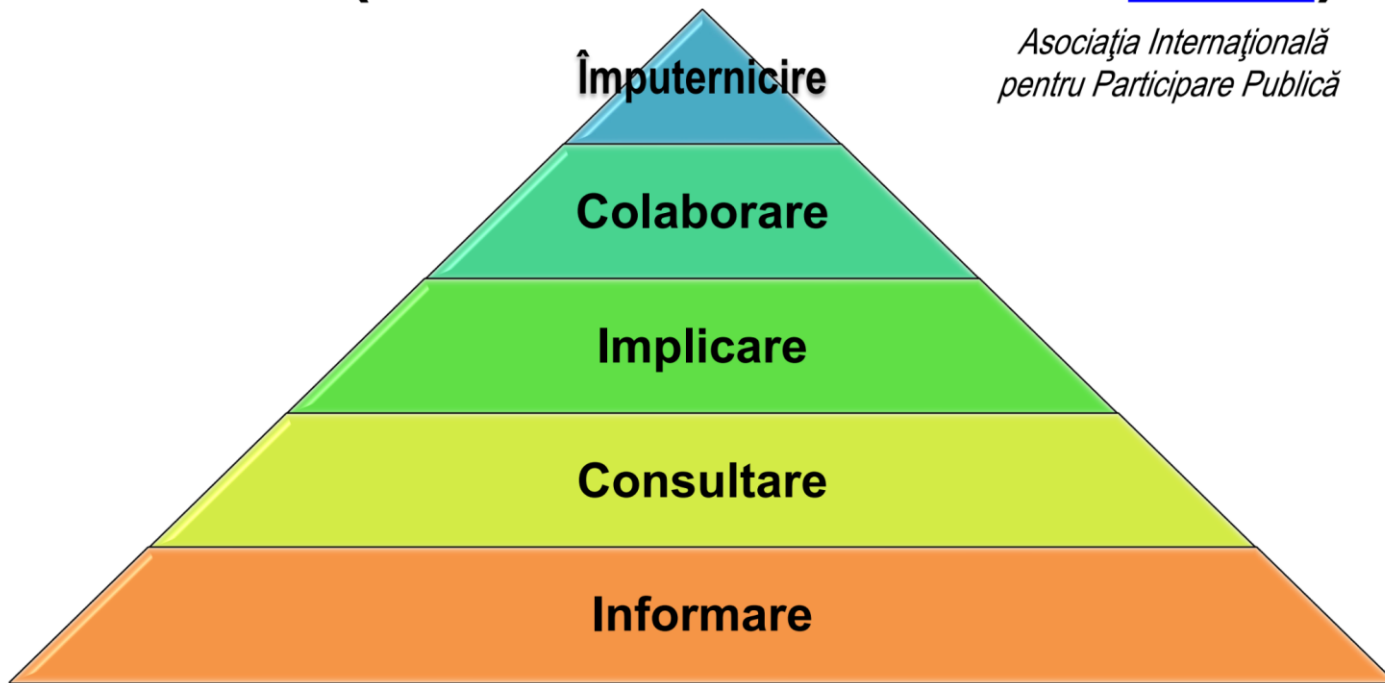 Asociaţia Internaţională
pentru Participare Publică
Împuternicire
Colaborare
Implicare
Consultare
Informare